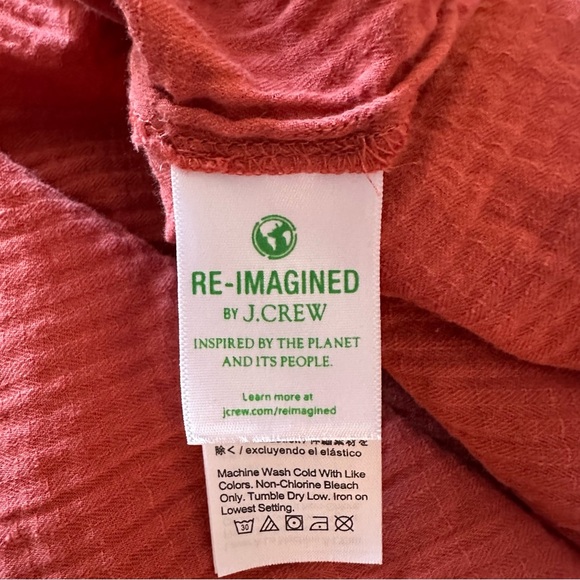 RE-IMAGINED
BY J.CREW
INSPIRED BY THE PLANET
AND ITS PEOPLE.
Learn more at
jcrew.com/reimagined
除く / excluyendo el elástico
Machine Wash Cold With Like
Colors. Non-Chlorine Bleach
Only. Tumble Dry Low. Iron on
Lowest Setting.
30